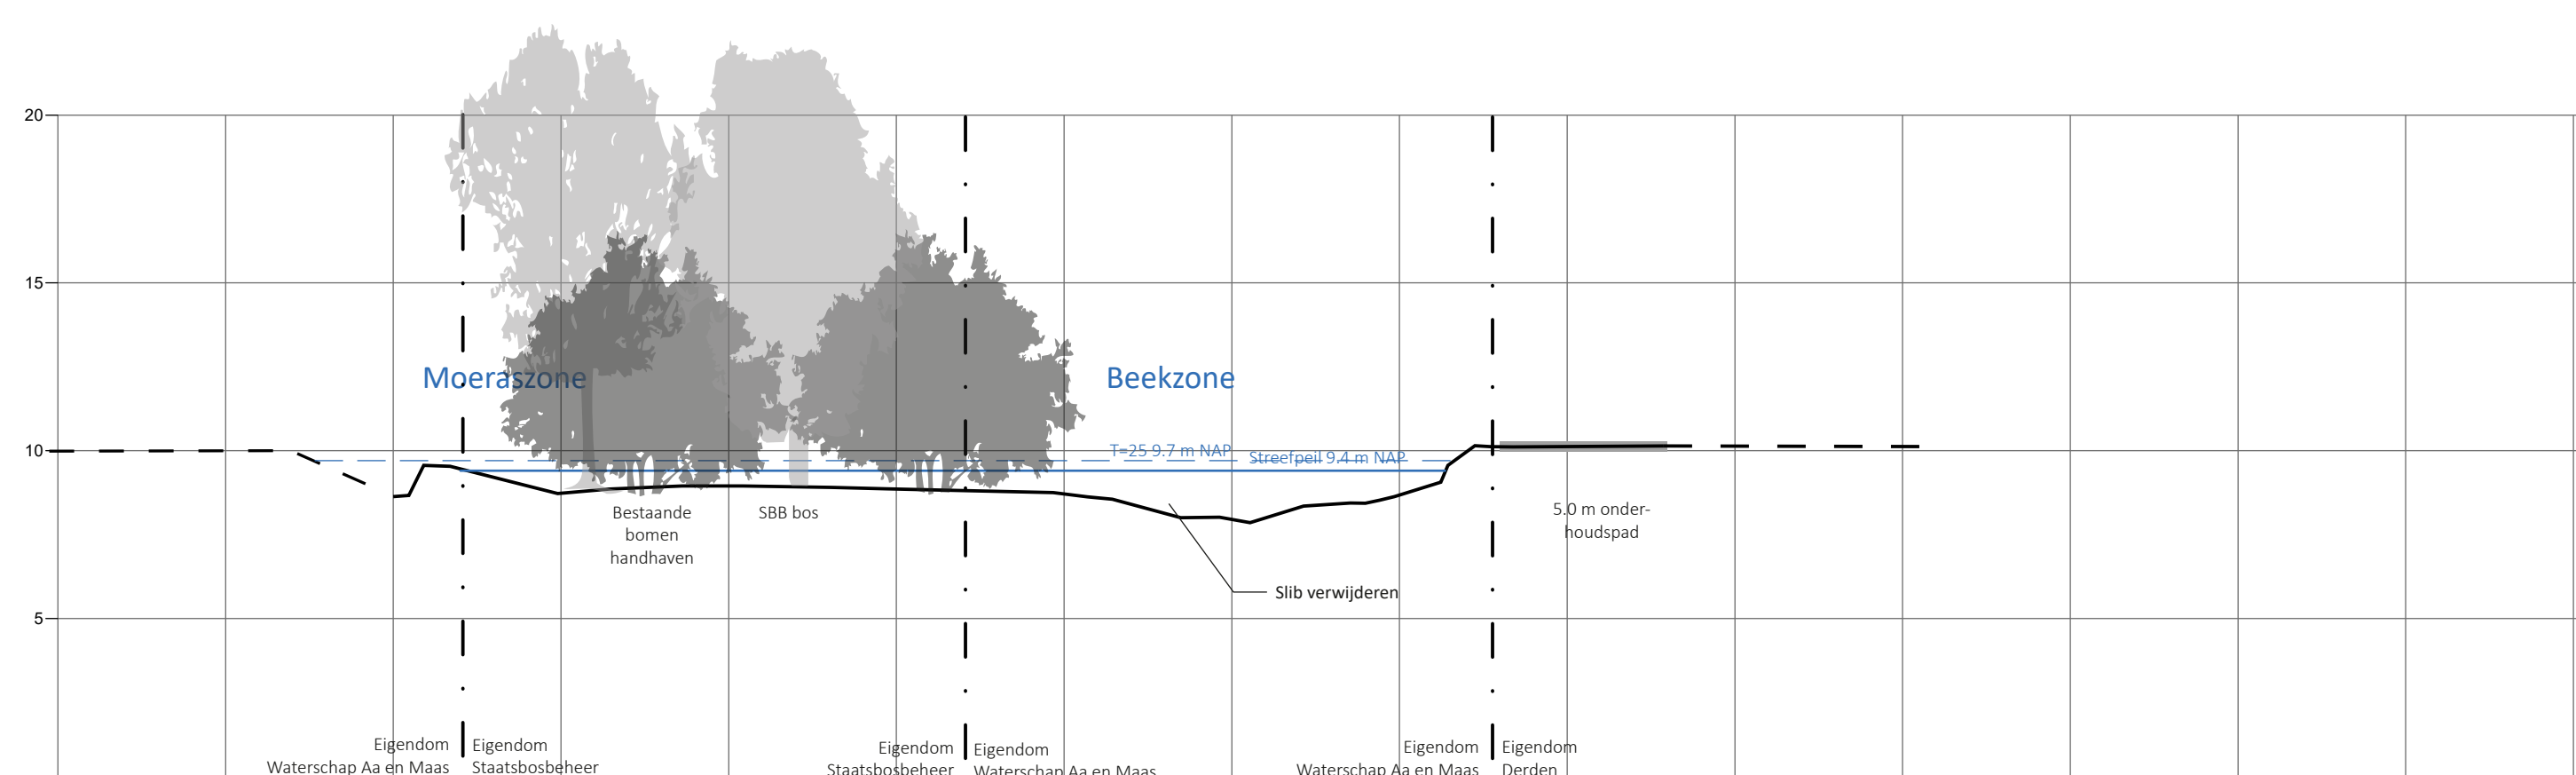 20
15
Moeraszone
Beekzone
10
T=25 9.7 m NAP
Streefpeil 9.4 m NAP
Bestaande
bomen
handhaven
SBB bos
5.0 m onder-
houdspad
Slib verwijderen
5
Eigendom
Waterschap Aa en Maas
Eigendom
Staatsbosbeheer
Eigendom
Staatsbosbeheer
Eigendom
Waterschap Aa en Maas
Eigendom
Waterschap Aa en Maas
Eigendom
Derden